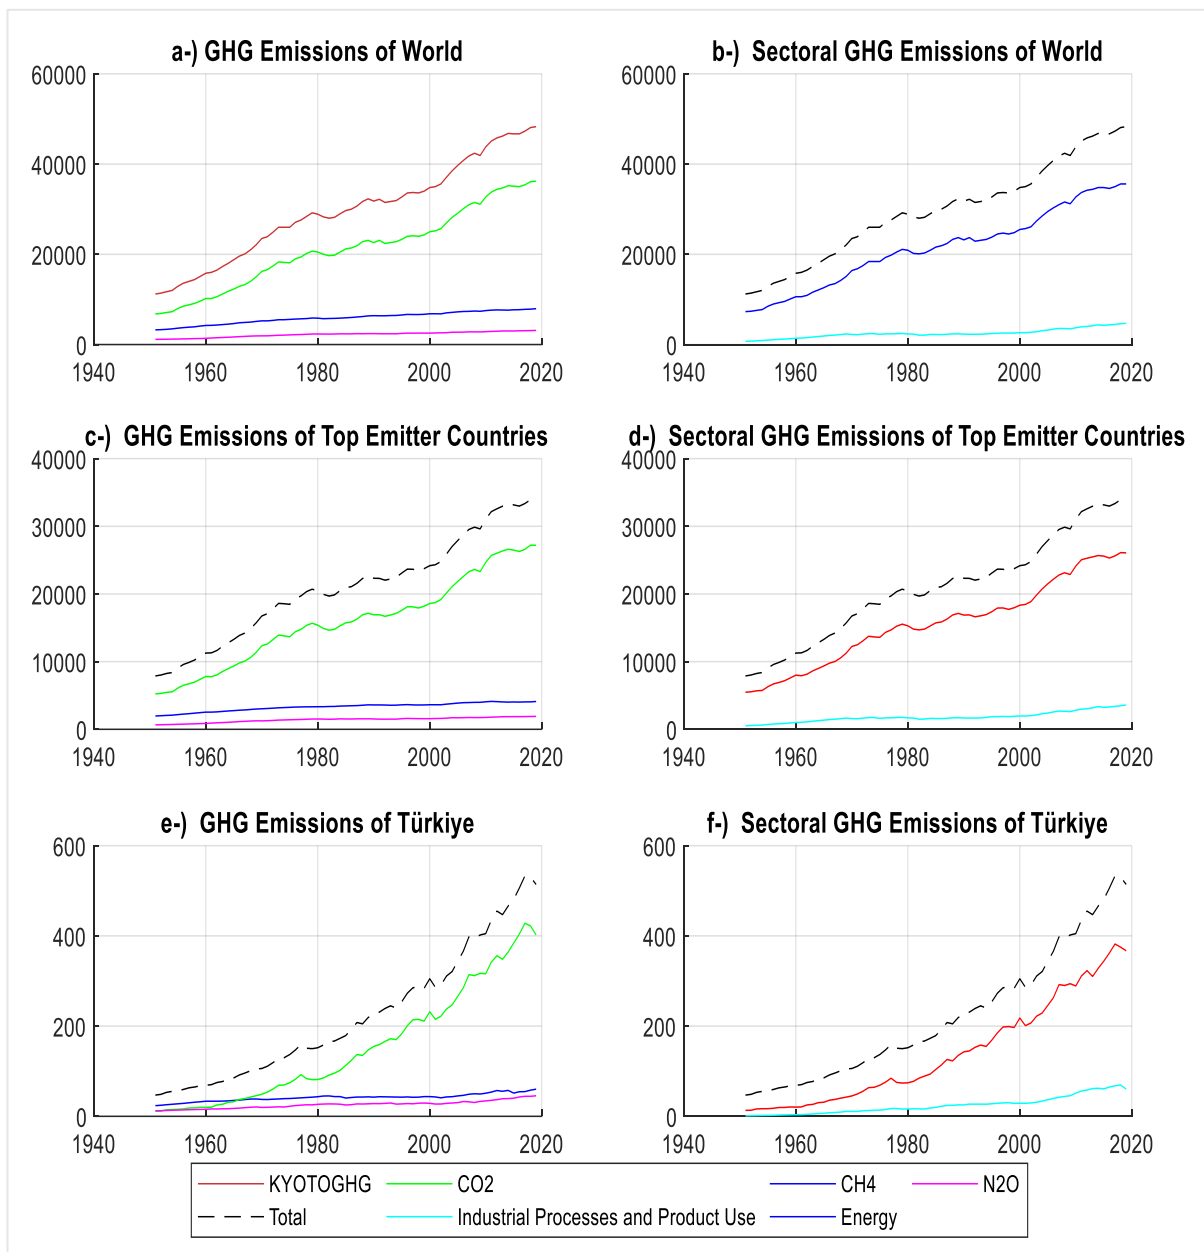 a-) GHG Emissions of World
60000
40000
20000
0
1940 1960 1980 2000 2020
b-) Sectoral GHG Emissions of World
60000
40000
20000
0
1940 1960 1980 2000 2020
c-) GHG Emissions of Top Emitter Countries
40000
30000
20000
10000
0
1940 1960 1980 2000 2020
d-) Sectoral GHG Emissions of Top Emitter Countries
40000
30000
20000
10000
0
1940 1960 1980 2000 2020
e-) GHG Emissions of Türkiye
600
400
200
0
1940 1960 1980 2000 2020
f-) Sectoral GHG Emissions of Türkiye
600
400
200
0
1940 1960 1980 2000 2020
KYOTOGHG CO2 CH4 N2O
Total Industrial Processes and Product Use Energy